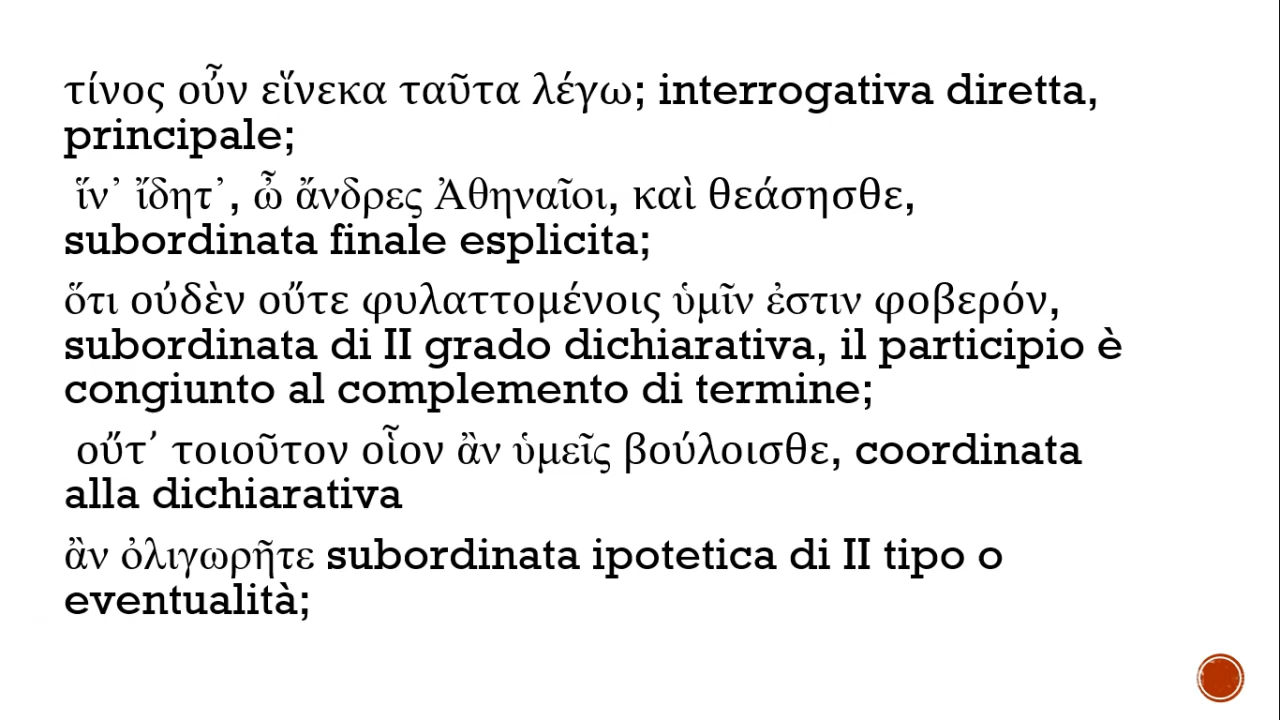 τίνος οὖν εἵνεκα ταῦτα λέγω; interrogativa diretta,
principale;
ἵν᾽ ἴδητ᾽, ὦ ἄνδρες Ἀθηναῖοι, καὶ θεάσησθε,
subordinata finale esplicita;
ὅτι οὐδὲν οὔτε φυλαττομένοις ὑμῖν ἐστιν φοβερόν,
subordinata di II grado dichiarativa, il participio è
congiunto al complemento di termine;
οὔτ᾽ τοιοῦτον οἷον ἂν ὑμεῖς βούλοισθε, coordinata
alla dichiarativa
ἂν ὀλιγωρῆτε subordinata ipotetica di II tipo o
eventualità;